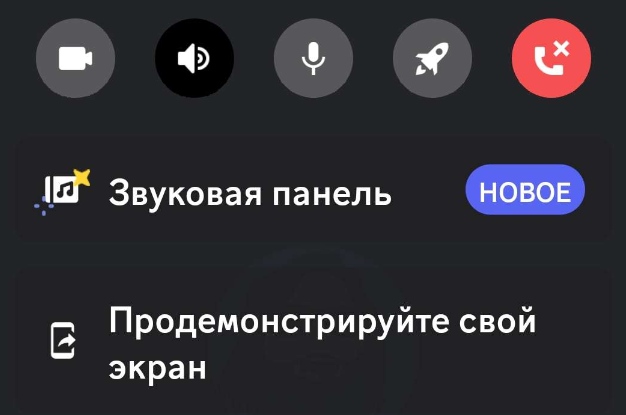 Звуковая панель НОВОЕ
Продемонстрируйте свой
экран